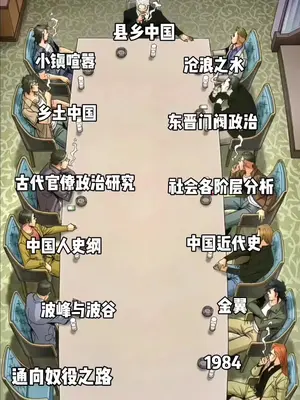 县乡中国
小镇喧嚣
沧浪之水
乡土中国
东晋门阀政治
古代官僚政治研究
社会各阶层分析
中国人史纲
中国近代史
波峰与波谷
金翼
通向奴役之路
1984